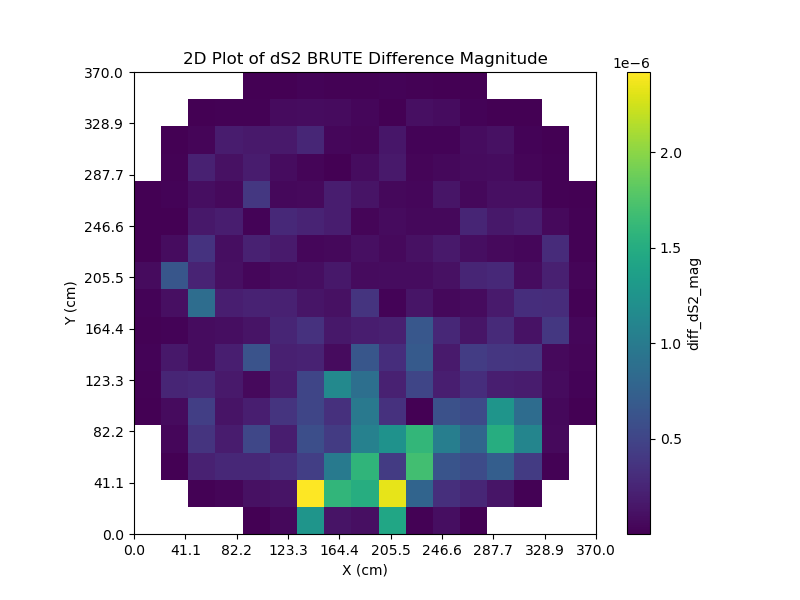 2D Plot of dS2 BRUTE Difference Magnitude
1e−6
370.0
328.9
287.7
246.6
205.5
164.4
123.3
82.2
41.1
0.0
Y (cm)
0.0 41.1 82.2 123.3 164.4 205.5 246.6 287.7 328.9 370.0
X (cm)
2.0
1.5
1.0
0.5
diff_dS2_mag